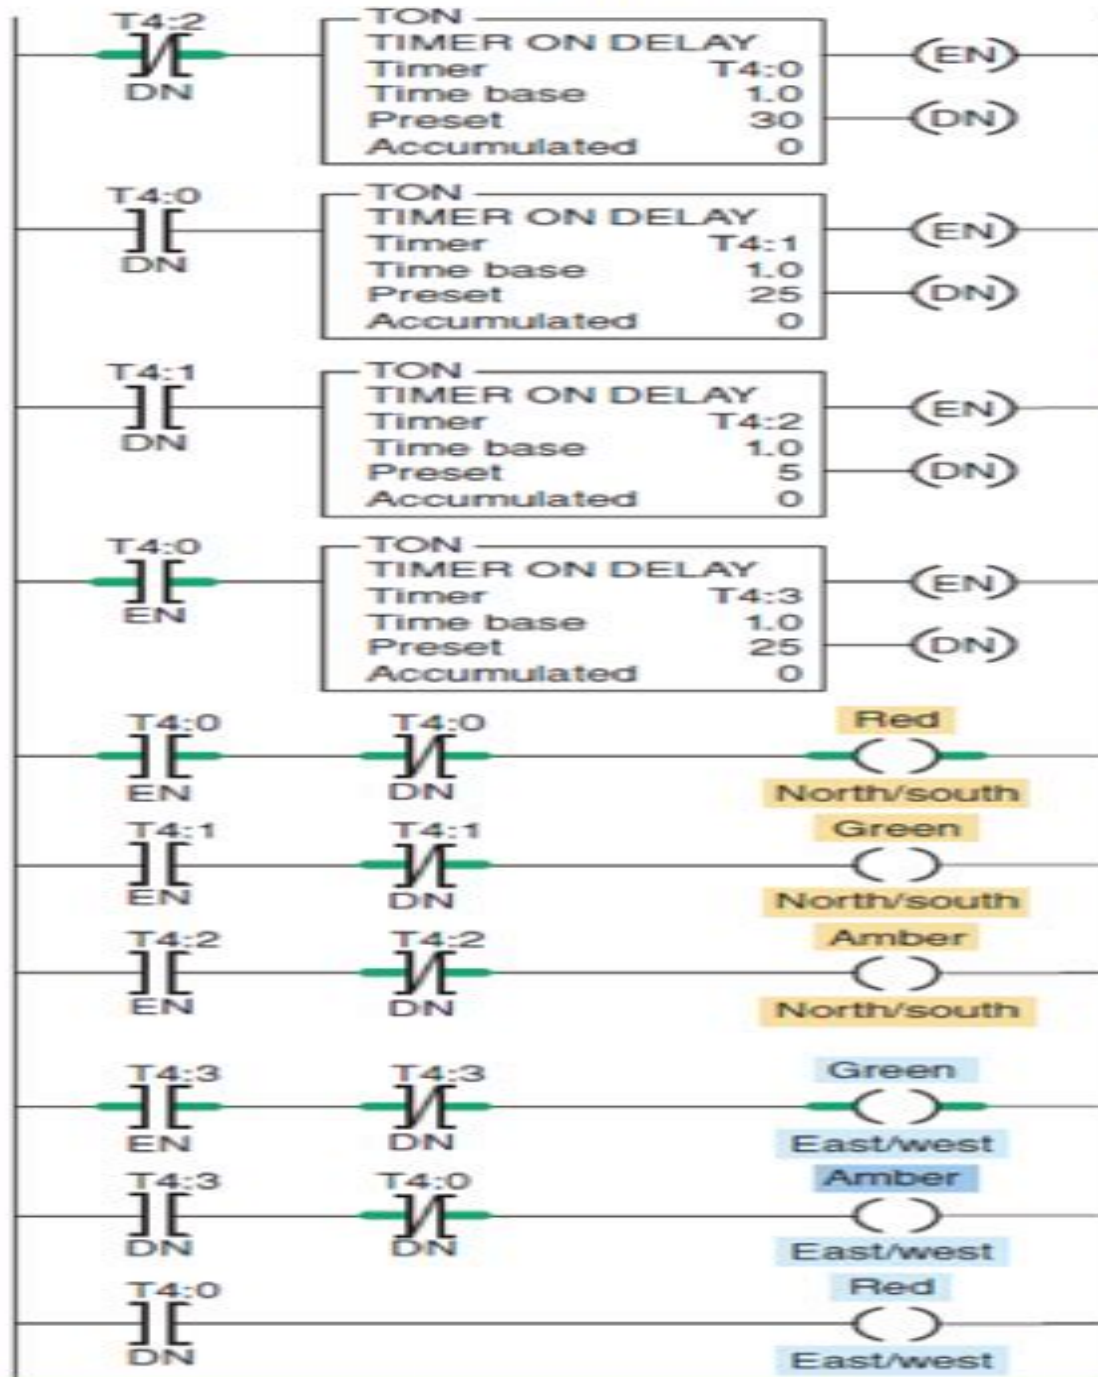 T4:2
DN
TON
TIMER ON DELAY
Timer T4:0
Time base 1.0
Preset 30
Accumulated 0
(EN)
(DN)
T4:0
DN
TON
TIMER ON DELAY
Timer T4:1
Time base 1.0
Preset 25
Accumulated 0
(EN)
(DN)
T4:1
DN
TON
TIMER ON DELAY
Timer T4:2
Time base 1.0
Preset 5
Accumulated 0
(EN)
(DN)
T4:0
EN
TON
TIMER ON DELAY
Timer T4:3
Time base 1.0
Preset 25
Accumulated 0
(EN)
(DN)
T4:0 T4:0 Red
EN DN North/south
T4:1 T4:1 Green
EN DN North/south
T4:2 T4:2 Amber
EN DN North/south
T4:3 T4:3 Green
EN DN East/west
T4:3 T4:0 Amber
DN DN East/west
T4:0 Red
DN East/west